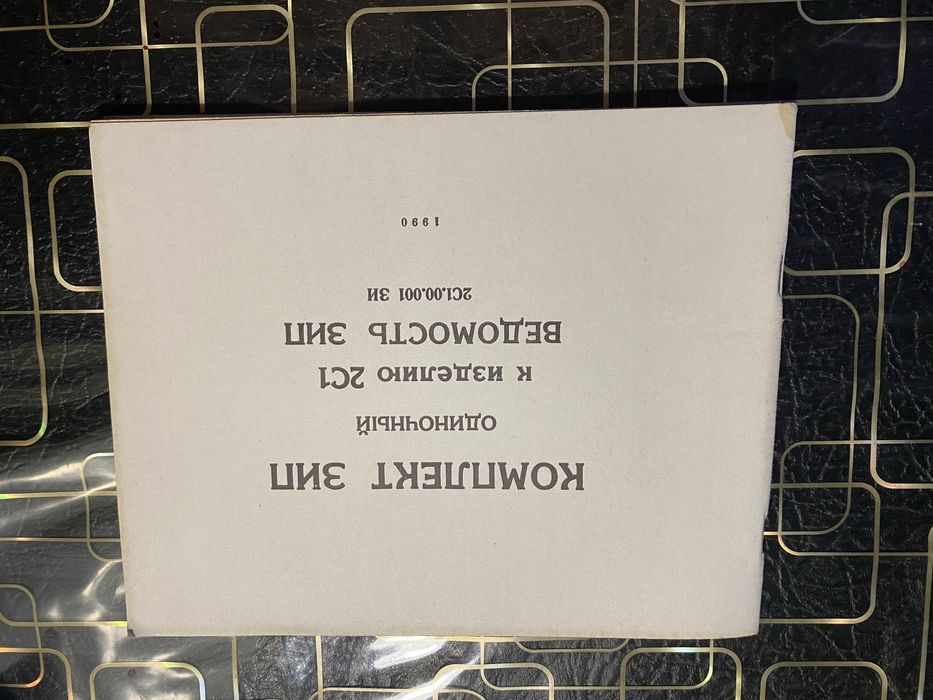 КОМПЛЕКТ ЗИП
ОДИНОЧНЫЙ
к изделию 2С1
ВЕДОМОСТЬ ЗИП
2С1.00.001 ЗИ
1990